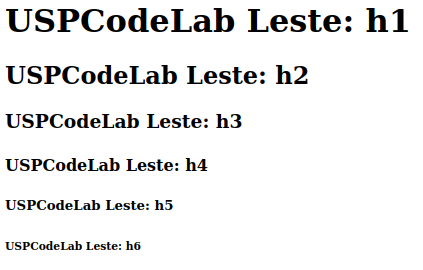 USPCodeLab Leste: h1
USPCodeLab Leste: h2
USPCodeLab Leste: h3
USPCodeLab Leste: h4
USPCodeLab Leste: h5
USPCodeLab Leste: h6